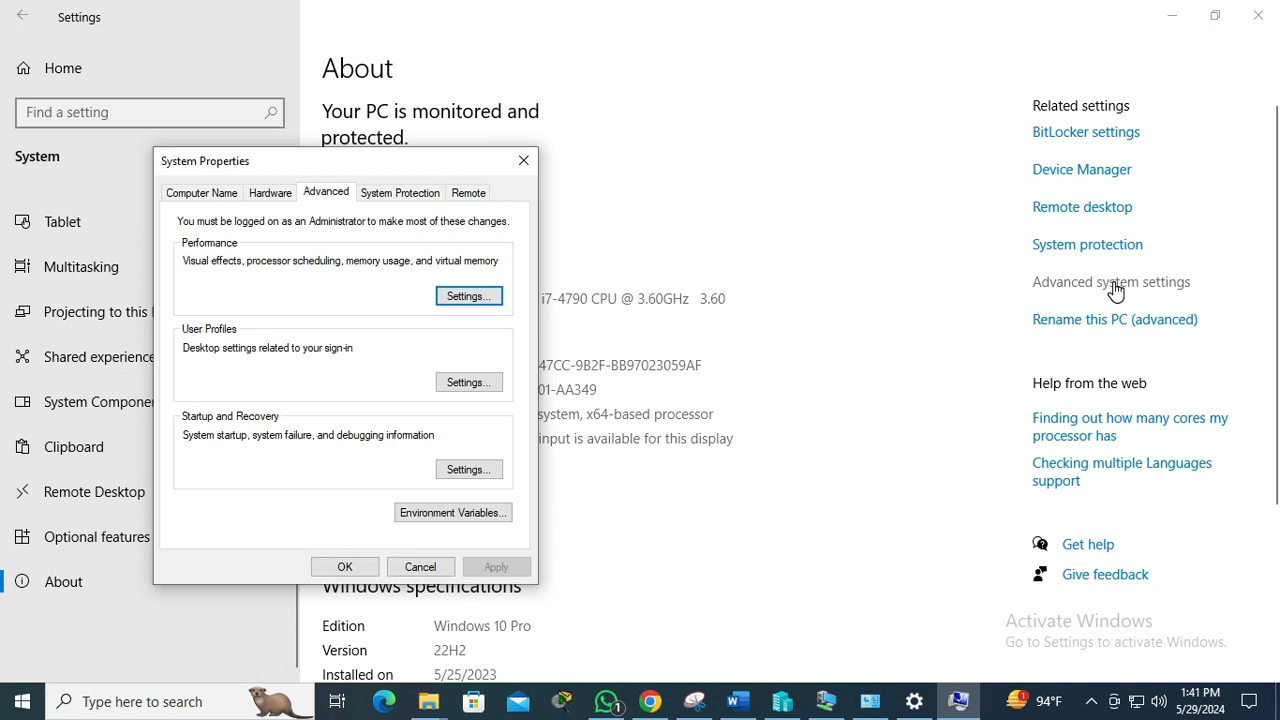 Settings
Home
Find a setting
System
Tablet
Multitasking
Projecting to this
Shared experience
System Componen
Clipboard
Remote Desktop
Optional features
About
About
Your PC is monitored and
protected.
i7-4790 CPU @ 3.60GHz 3.60
47CC-9B2F-BB97023059AF
01-AA349
system, x64-based processor
input is available for this display
Windows specifications
Edition Windows 10 Pro
Version 22H2
Installed on 5/25/2023
System Properties
Computer Name Hardware Advanced System Protection Remote
You must be logged on as an Administrator to make most of these changes.
Performance
Visual effects, processor scheduling, memory usage, and virtual memory
Settings...
User Profiles
Desktop settings related to your sign-in
Settings...
Startup and Recovery
System startup, system failure, and debugging information
Settings...
Environment Variables...
OK Cancel Apply
Related settings
BitLocker settings
Device Manager
Remote desktop
System protection
Advanced system settings
Rename this PC (advanced)
Help from the web
Finding out how many cores my
processor has
Checking multiple Languages
support
Get help
Give feedback
Activate Windows
Go to Settings to activate Windows.
Type here to search
1
94°F
1:41 PM
5/29/2024